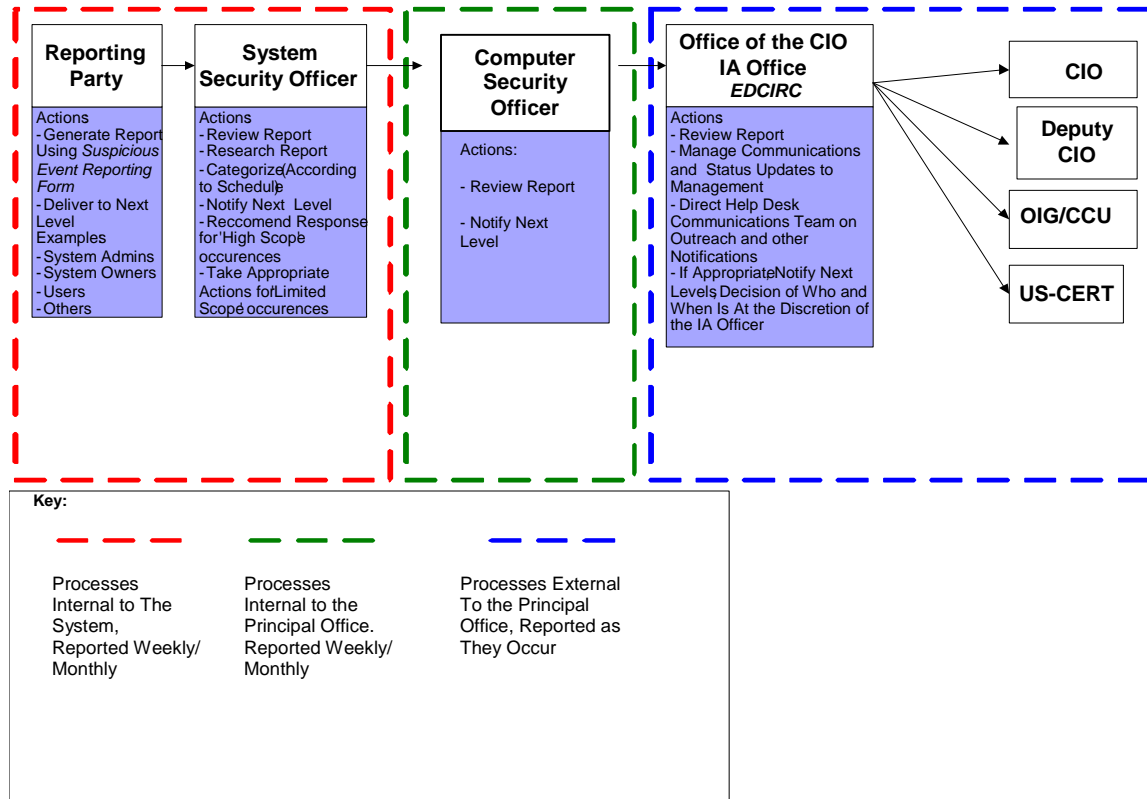 Reporting
Party
Actions
- Generate Report
Using Suspicious
Event Reporting
Form
- Deliver to Next
Level
Examples
- System Admins
- System Owners
- Users
- Others
System
Security Officer
Actions
- Review Report
- Research Report
- Categorize(According
to Schedule)
- Notify Next Level
- Reccomend Response
for 'High Scope'
occurences
- Take Appropriate
Actions for'Limited
Scope' occurences
Computer
Security
Officer
Actions:
- Review Report
- Notify Next
Level
Office of the CIO
IA Office
EDCIRC
Actions
- Review Report
- Manage Communications
and Status Updates to
Management
- Direct Help Desk
Communications Team on
Outreach and other
Notifications
- If Appropriate, Notify Next
Levels, Decision of Who and
When Is At the Discretion of
the IA Officer
CIO
Deputy
CIO
OIG/CCU
US-CERT
Key:
Processes
Internal to The
System,
Reported Weekly/
Monthly
Processes
Internal to the
Principal Office.
Reported Weekly/
Monthly
Processes External
To the Principal
Office, Reported as
They Occur